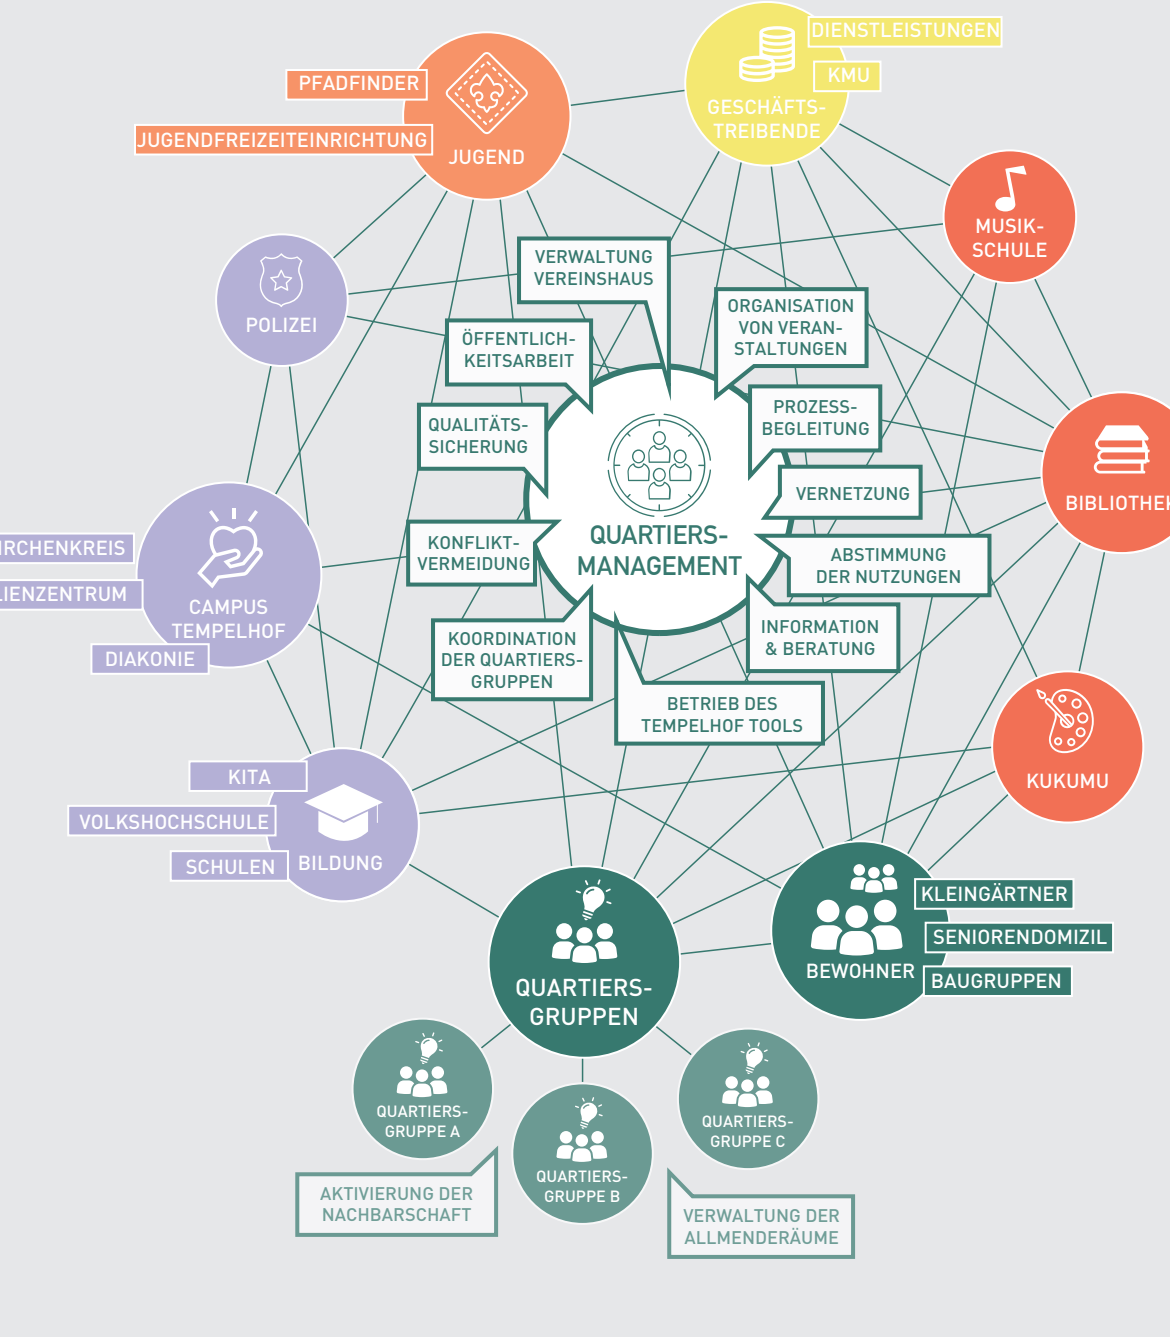 DIENSTLEISTUNGEN
KMU
GESCHÄFTS-
TREIBENDE
PFADFINDER
JUGENDFREIZEITEINRICHTUNG
JUGEND
MUSIK-
SCHULE
POLIZEI
VERWALTUNG
VEREINSHAUS
ORGANISATION
VON VERAN-
STALTUNGEN
ÖFFENTLICH-
KEITSARBEIT
PROZESS-
BEGLEITUNG
QUALITÄTS-
SICHERUNG
VERNETZUNG
BIBLIOTHEK
QUARTIERS-
MANAGEMENT
KONFLIKT-
VERMEIDUNG
ABSTIMMUNG
DER NUTZUNGEN
IRCHENKREIS
LIENZENTRUM
DIAKONIE
CAMPUS
TEMPELHOF
KOORDINATION
DER QUARTIERS-
GRUPPEN
INFORMATION
& BERATUNG
BETRIEB DES
TEMPELHOF TOOLS
KUKUMU
KITA
VOLKSHOCHSCHULE
SCHULEN
BILDUNG
KLEINGÄRTNER
SENIORENDOMIZIL
BAUGRUPPEN
BEWOHNER
QUARTIERS-
GRUPPEN
QUARTIERS-
GRUPPE A
QUARTIERS-
GRUPPE B
QUARTIERS-
GRUPPE C
AKTIVIERUNG DER
NACHBARSCHAFT
VERWALTUNG DER
ALLMENDERÄUME